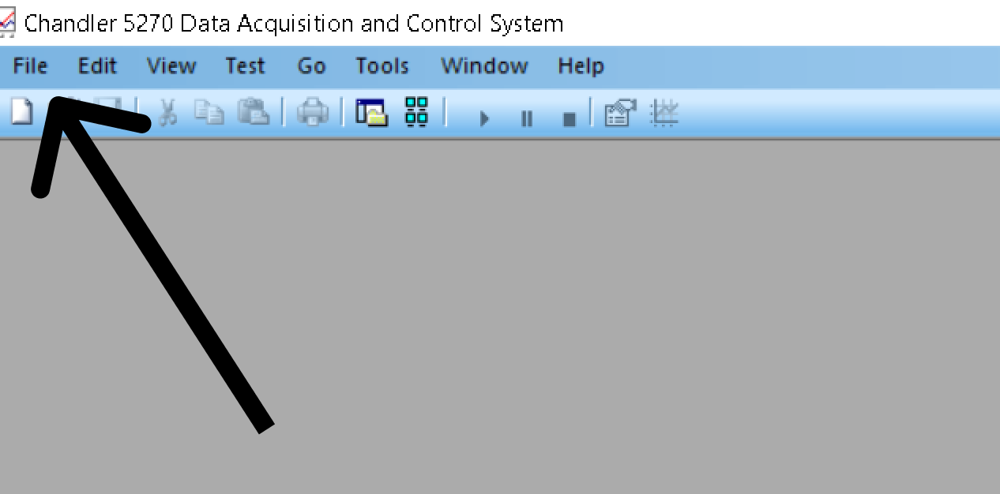 Chandler 5270 Data Acquisition and Control System
File Edit View Test Go Tools Window Help